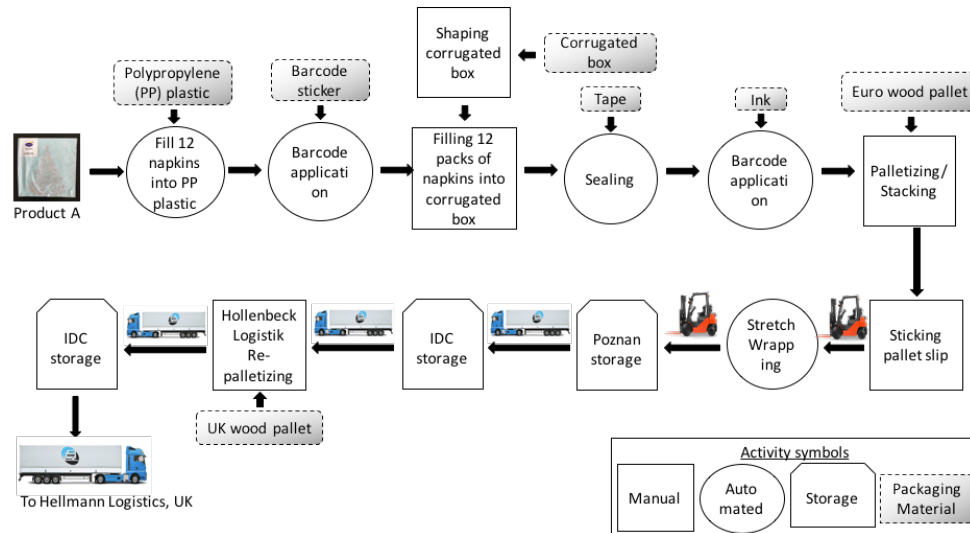 Shaping
corrugated
box
Corrugated
box
Polypropylene
(PP) plastic
Barcode
sticker
Tape
Ink
Euro wood pallet
Product A
Fill 12
napkins
into PP
plastic
Barcode
applicati
on
Filling 12
packs of
napkins into
corrugated
box
Sealing
Barcode
applicati
on
Palletizing/
Stacking
IDC
storage
Hollenbeck
Logistik
Re-
palletizing
IDC
storage
Poznan
storage
Stretch
Wrapp
ing
Sticking
pallet slip
UK wood pallet
To Hellmann Logistics, UK
Activity symbols
Manual
Auto
mated
Storage
Packaging
Material